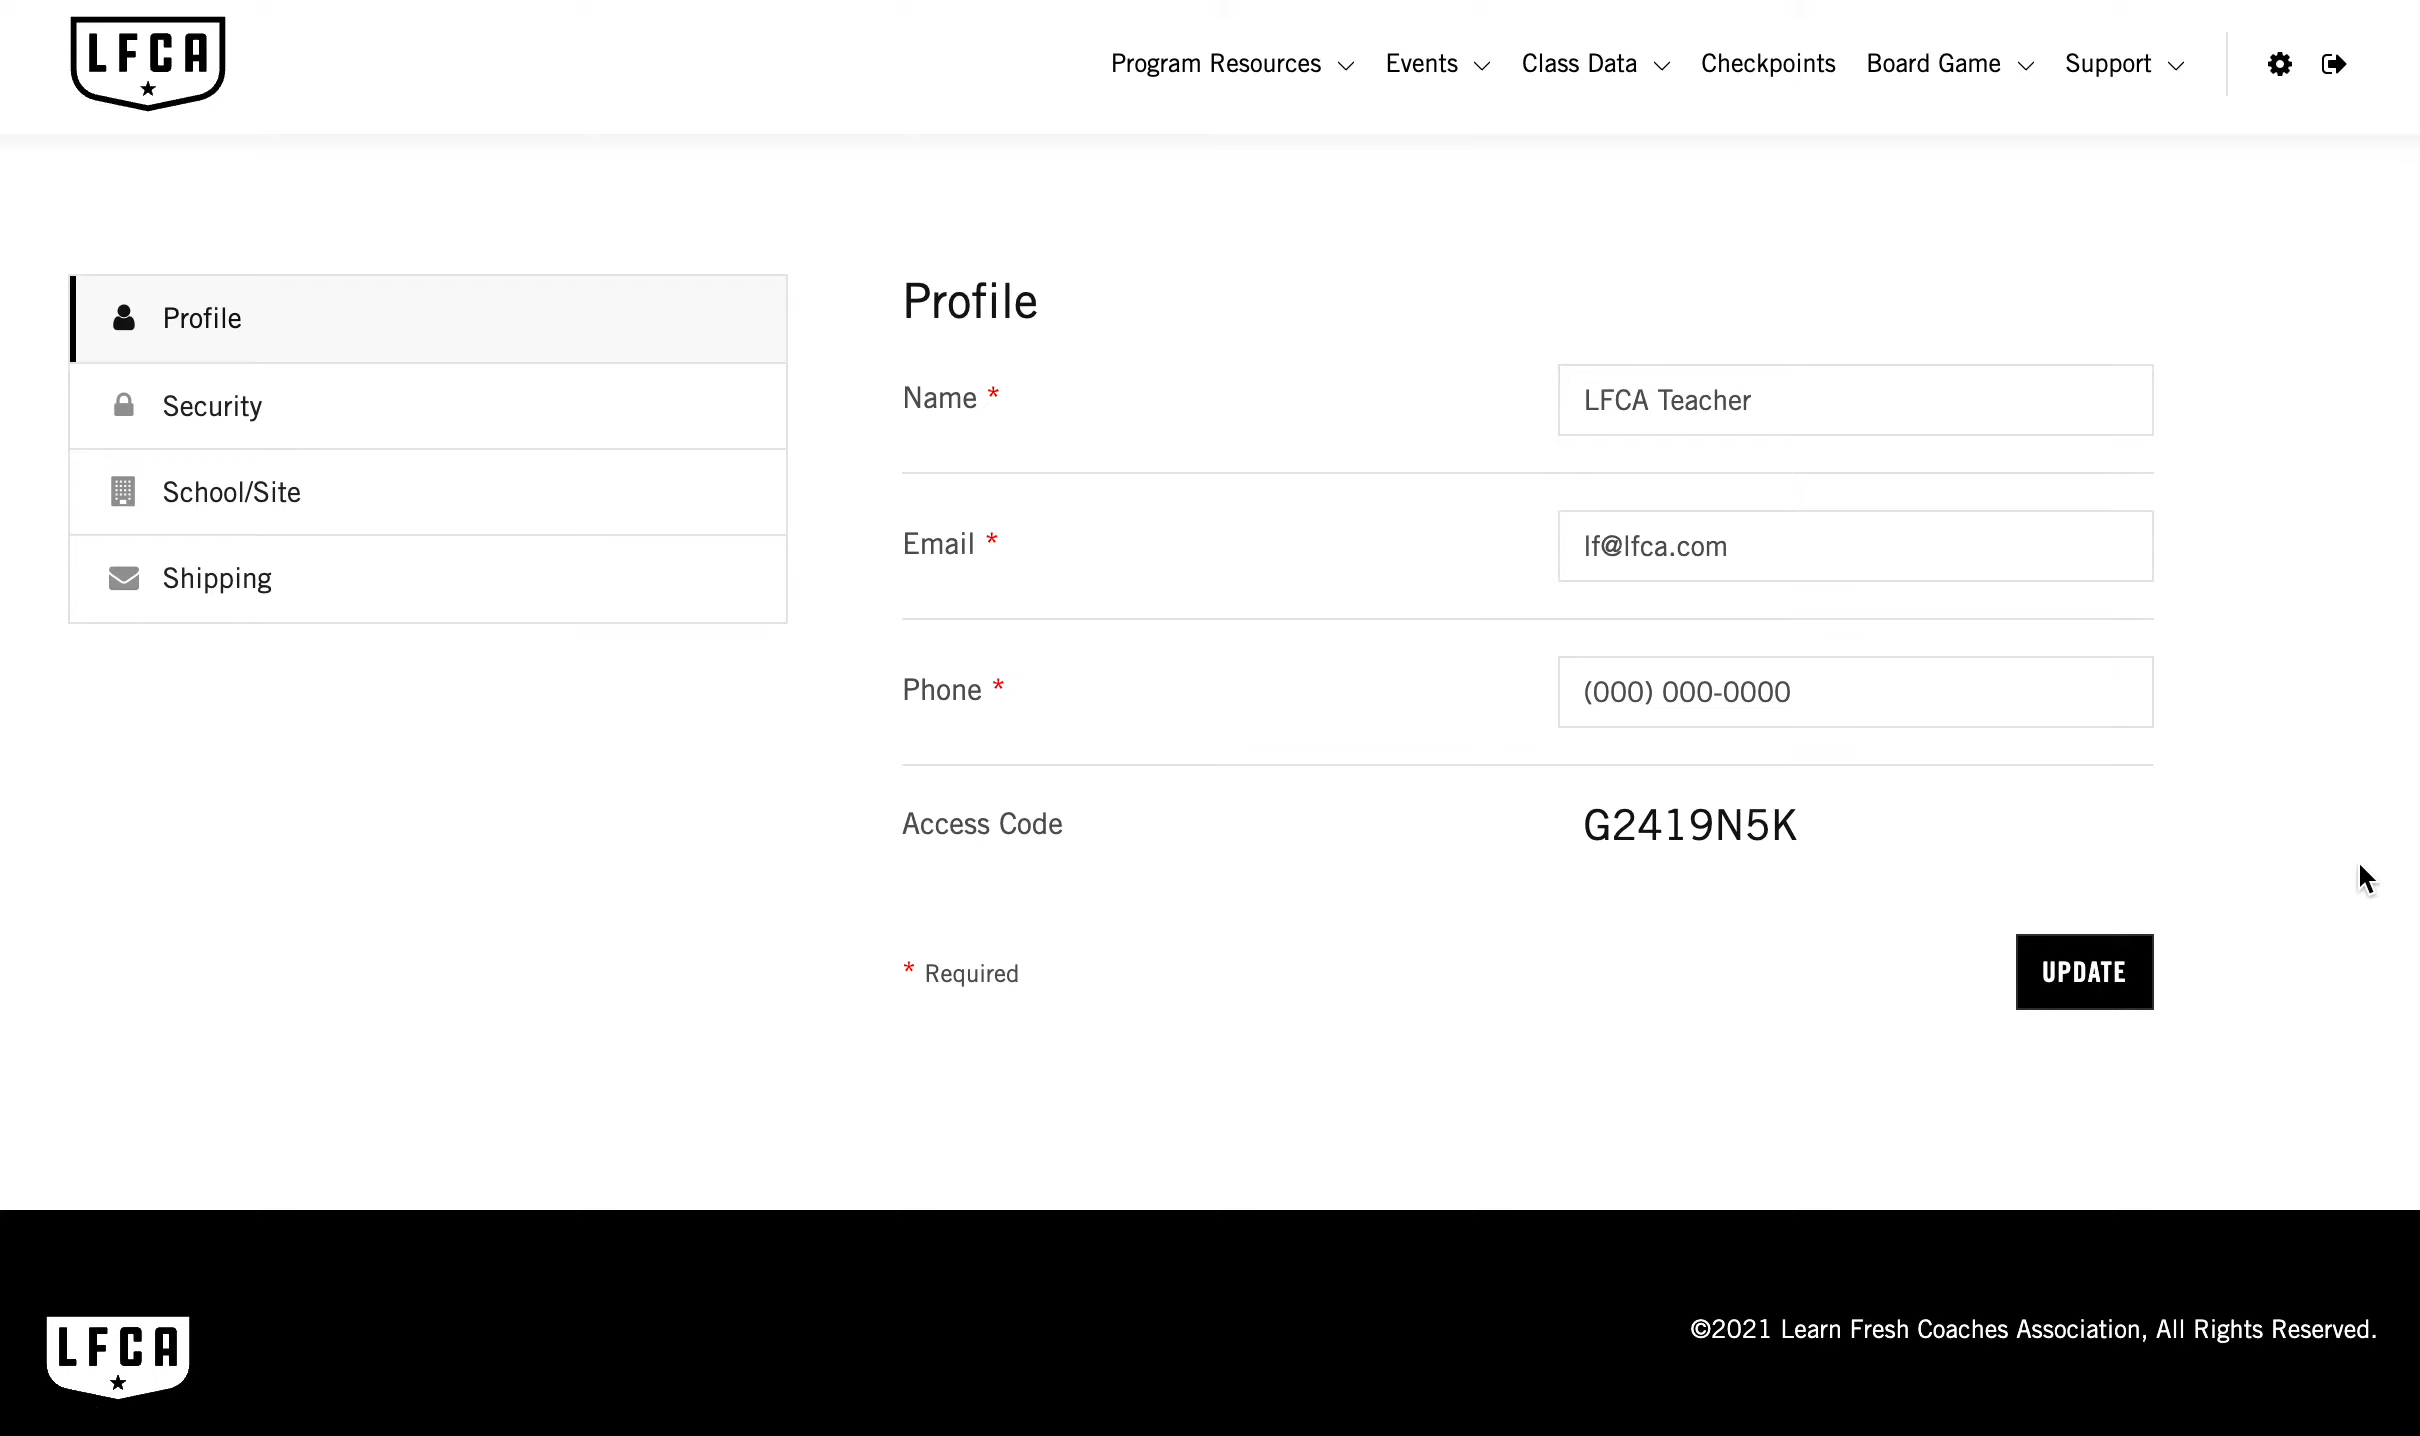 LFCA
Program Resources Events Class Data Checkpoints Board Game Support
Profile
Security
School/Site
Shipping
Profile
Name * LFCA Teacher
Email * lf@lfca.com
Phone * (000) 000-0000
Access Code G2419N5K
* Required
UPDATE
LFCA
©2021 Learn Fresh Coaches Association, All Rights Reserved.